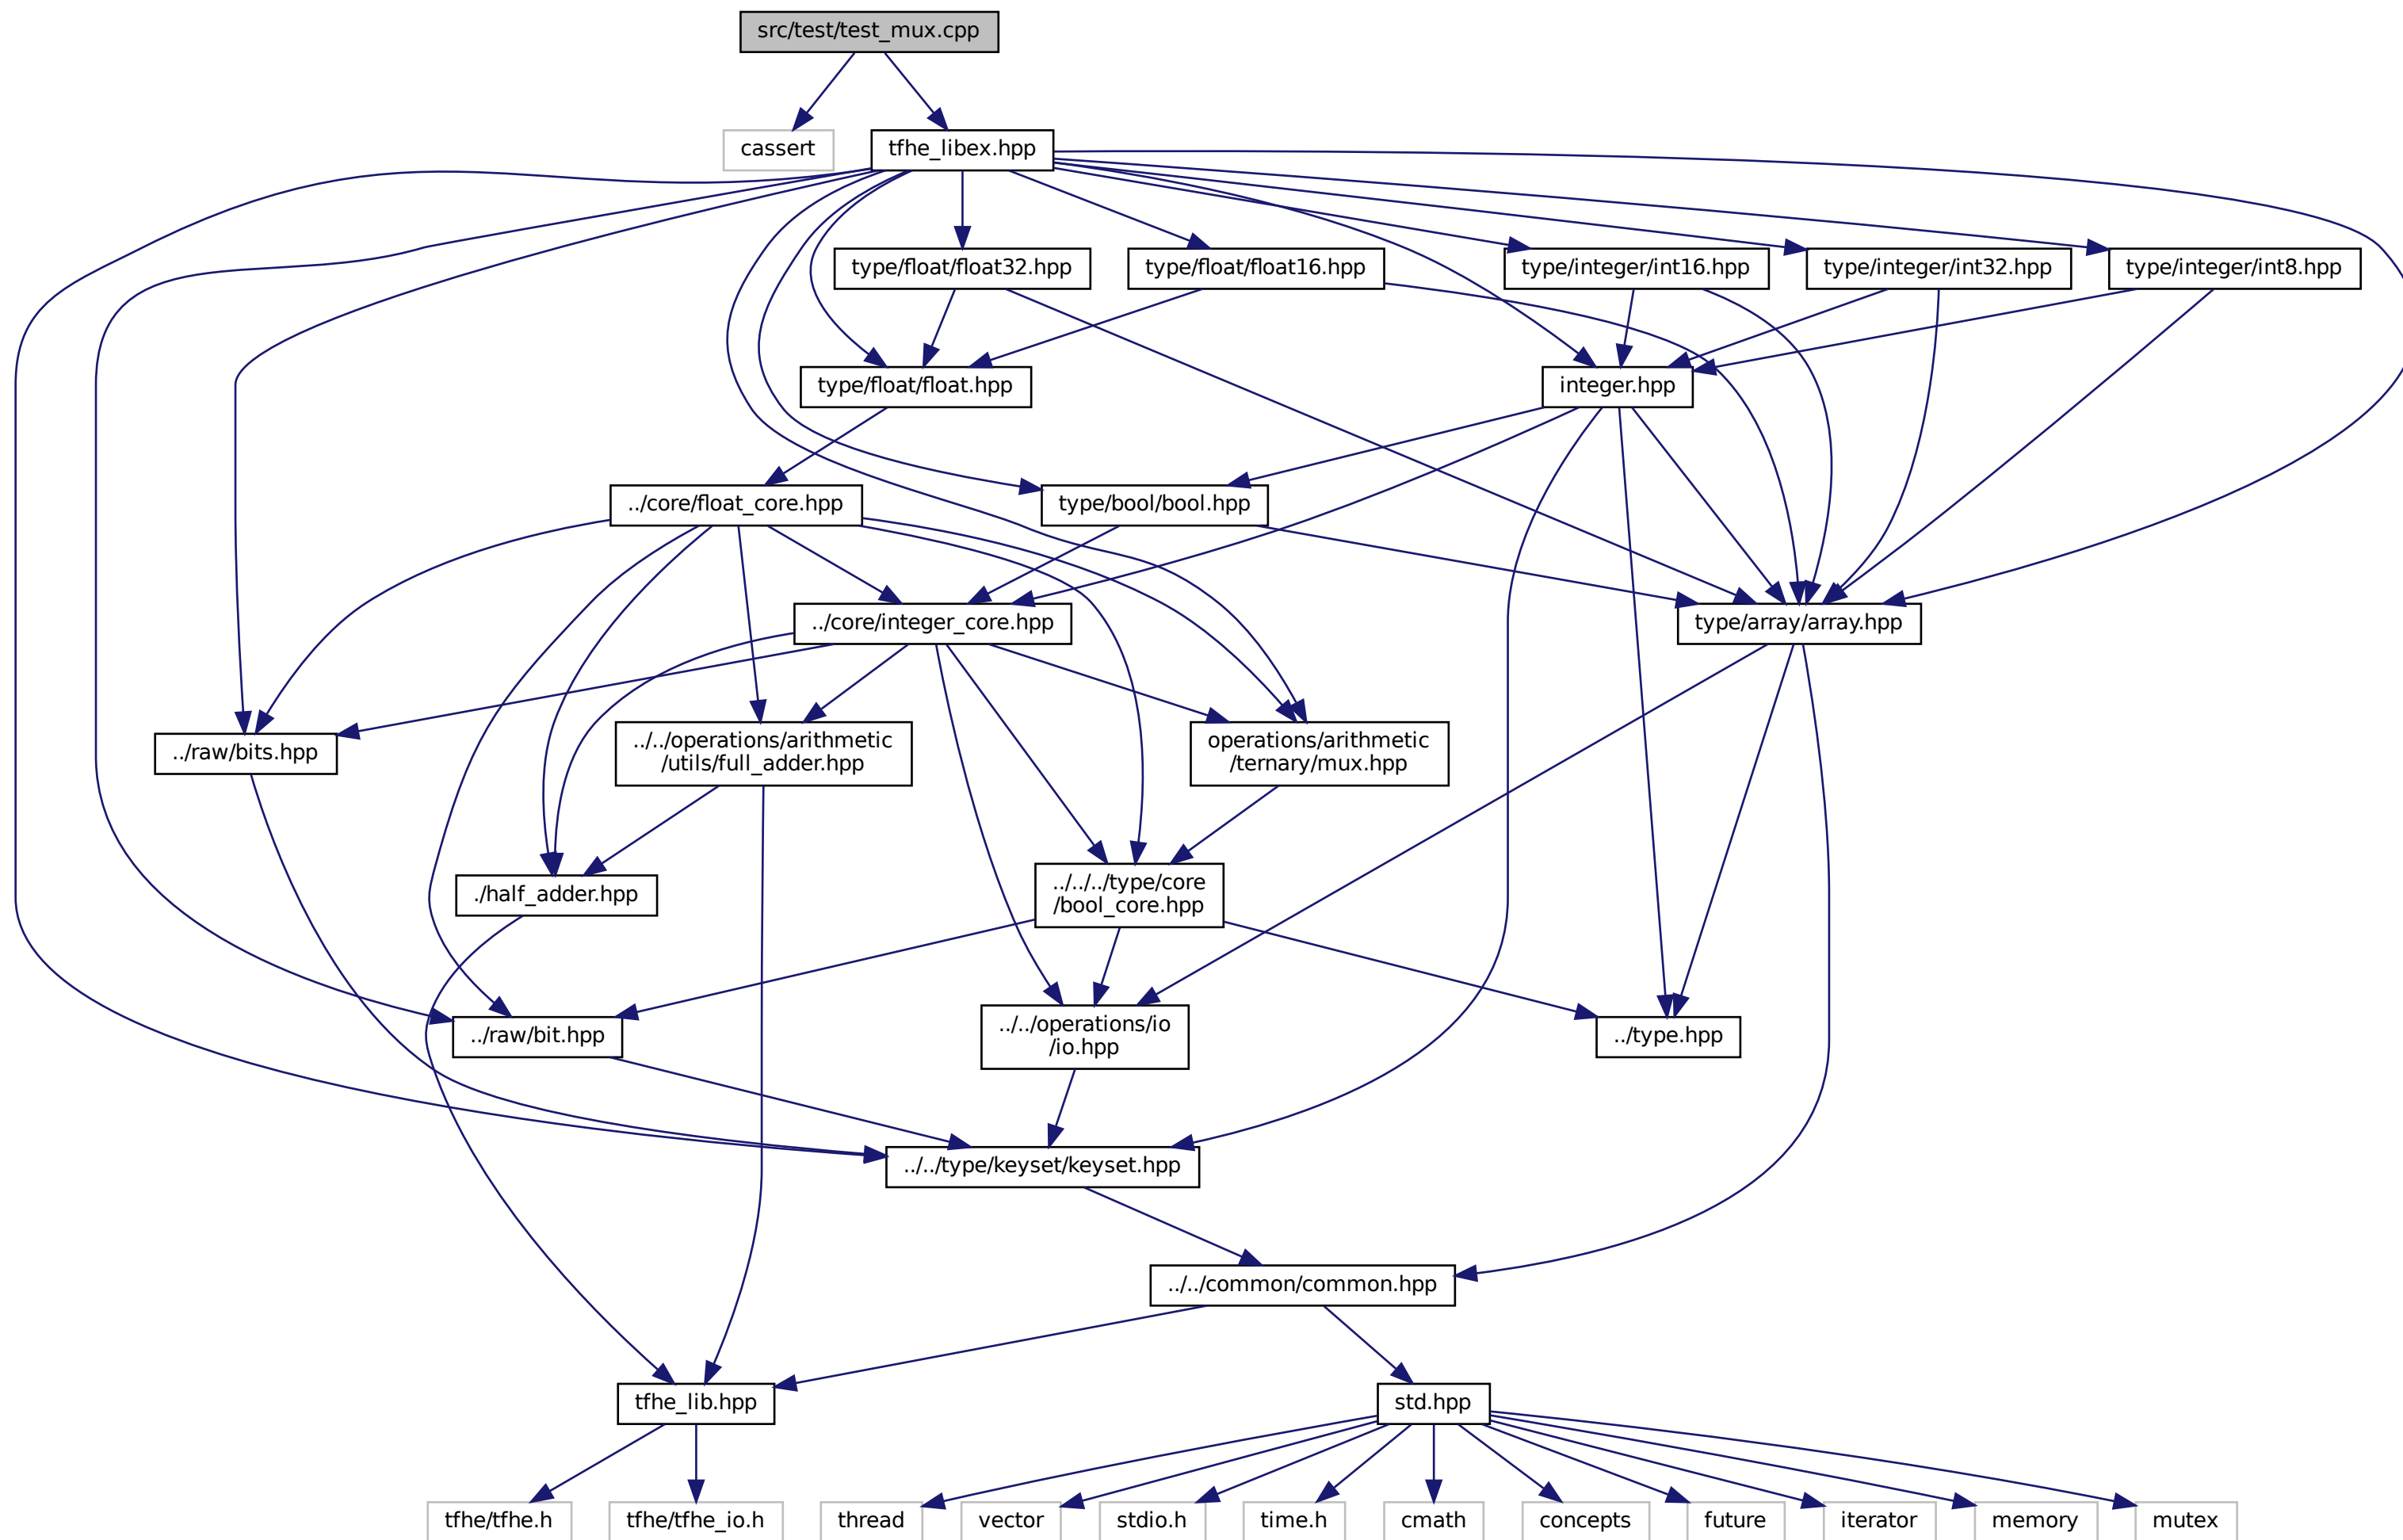 src/test/test_mux.cpp
cassert
tfhe_libex.hpp
type/float/float32.hpp
type/float/float16.hpp
type/integer/int16.hpp
type/integer/int32.hpp
type/integer/int8.hpp
type/float/float.hpp
integer.hpp
../core/float_core.hpp
type/bool/bool.hpp
../core/integer_core.hpp
type/array/array.hpp
../raw/bits.hpp
../../operations/arithmetic
/utils/full_adder.hpp
operations/arithmetic
/ternary/mux.hpp
./half_adder.hpp
../../../type/core
/bool_core.hpp
../raw/bit.hpp
../../operations/io
/io.hpp
../type.hpp
../../type/keyset/keyset.hpp
../../common/common.hpp
tfhe_lib.hpp
std.hpp
tfhe/tfhe.h
tfhe/tfhe_io.h
thread
vector
stdio.h
time.h
cmath
concepts
future
iterator
memory
mutex